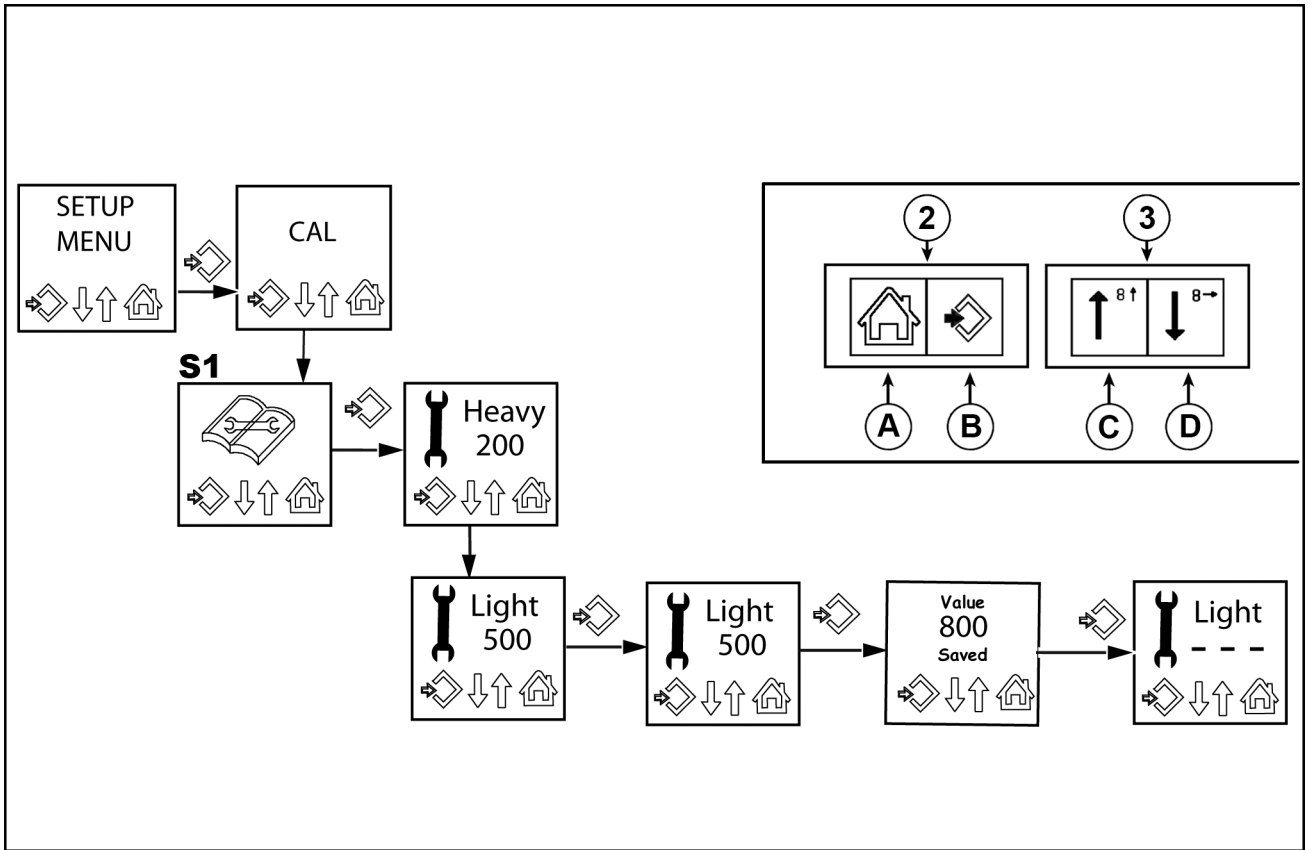 SETUP
MENU
CAL
2
3
8↑
8→
A
B
C
D
S1
Heavy
200
Light
500
Light
500
Value
800
Saved
Light
- - -